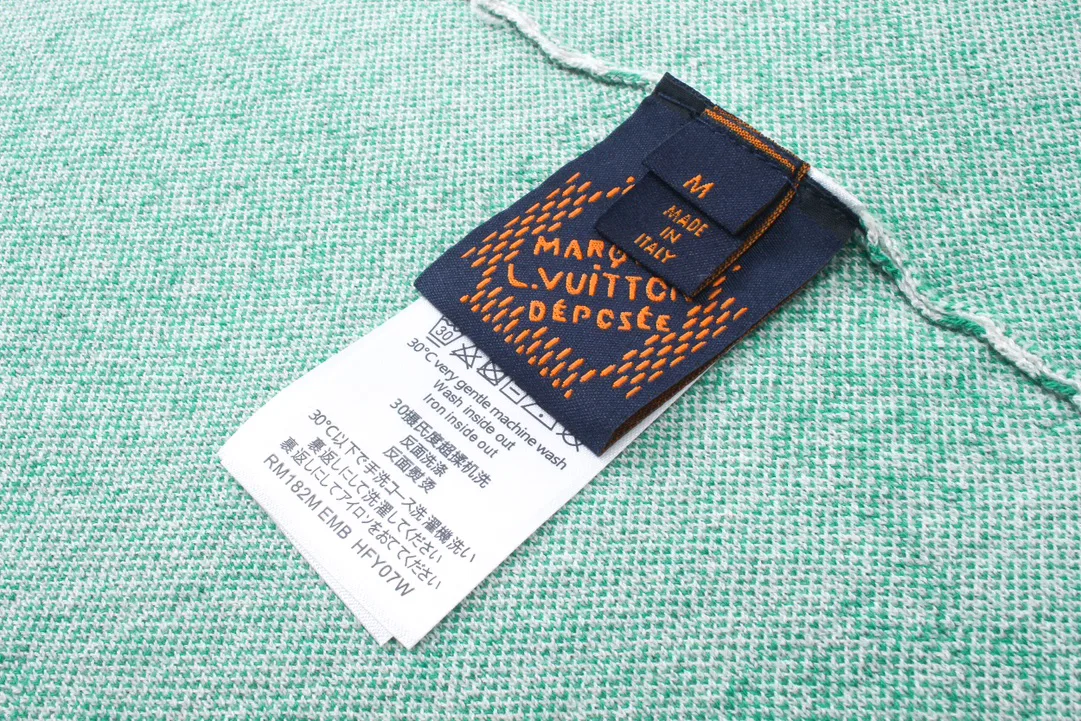 M
MADE
IN
ITALY
MARQ
L.VUITTON
DÉPOSÉE
30
30°C very gentle machine wash
Wash inside out
Iron inside out
30摄氏度超揉机洗
反面洗涤
反面熨烫
30℃以下で手洗コース洗濯機洗い
裏返しにして洗濯してください
裏返しにしてアイロンをおててください
RM182M EMB HFY07W